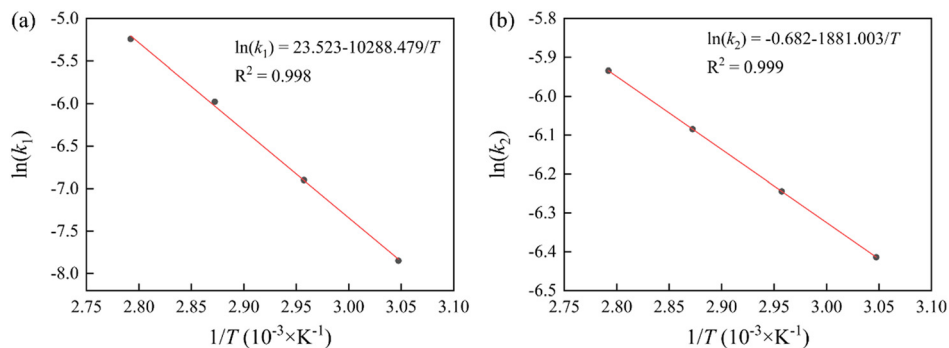 (a)
ln(k₁) = 23.523-10288.479/T
R² = 0.998
ln(k₁)
-5.0
-5.5
-6.0
-6.5
-7.0
-7.5
-8.0
2.75 2.80 2.85 2.90 2.95 3.00 3.05 3.10
1/T (10⁻³×K⁻¹)
(b)
ln(k₂) = -0.682-1881.003/T
R² = 0.999
ln(k₂)
-5.8
-5.9
-6.0
-6.1
-6.2
-6.3
-6.4
-6.5
2.75 2.80 2.85 2.90 2.95 3.00 3.05 3.10
1/T (10⁻³×K⁻¹)